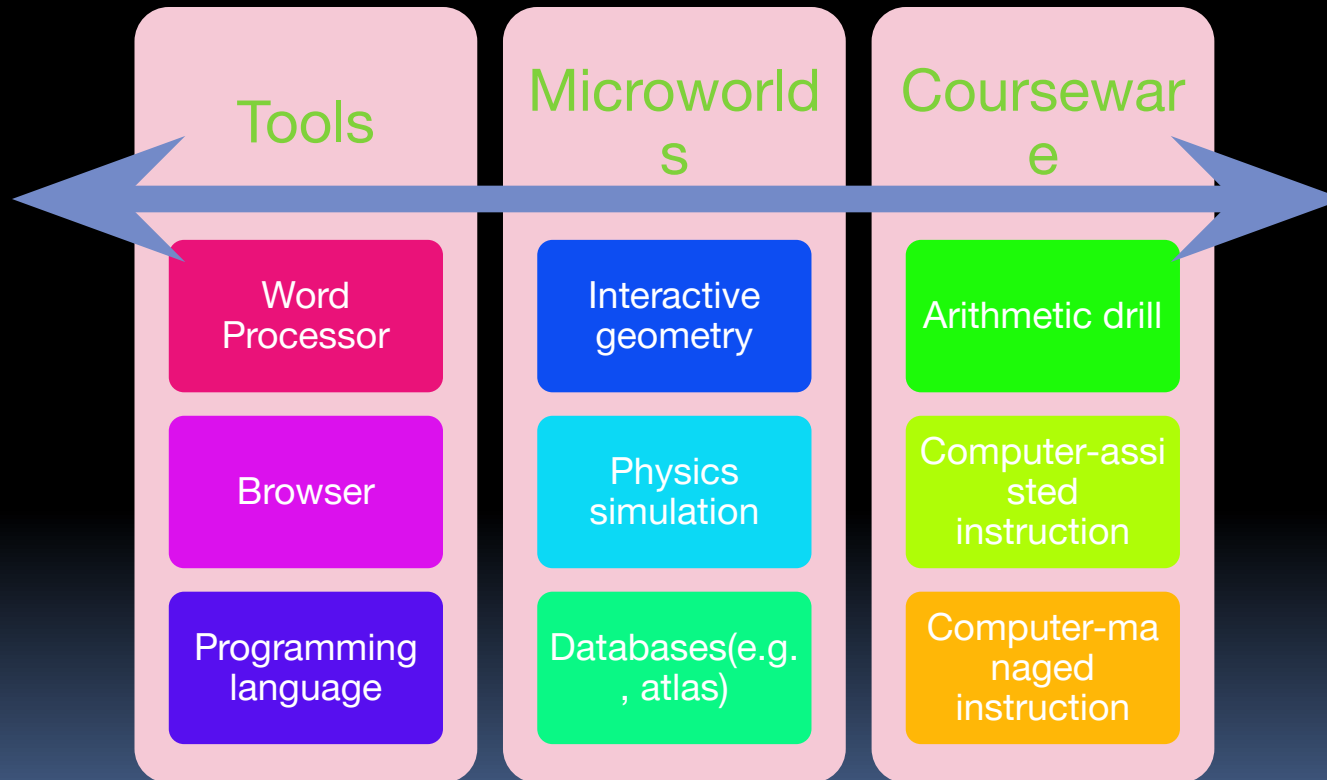 Tools
Word
Processor
Browser
Programming
language
Microworld
s
Interactive
geometry
Physics
simulation
Databases(e.g.
, atlas)
Coursewar
e
Arithmetic drill
Computer-assi
sted
instruction
Computer-ma
naged
instruction